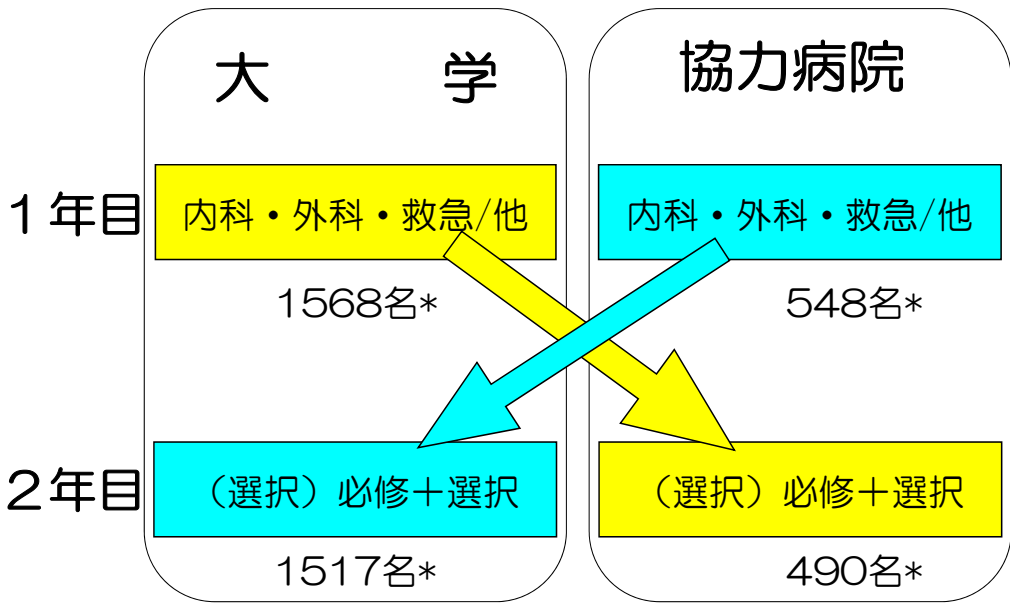 大　学
協力病院
1年目
内科・外科・救急/他
内科・外科・救急/他
1568名*
548名*
2年目
（選択）必修＋選択
（選択）必修＋選択
1517名*
490名*